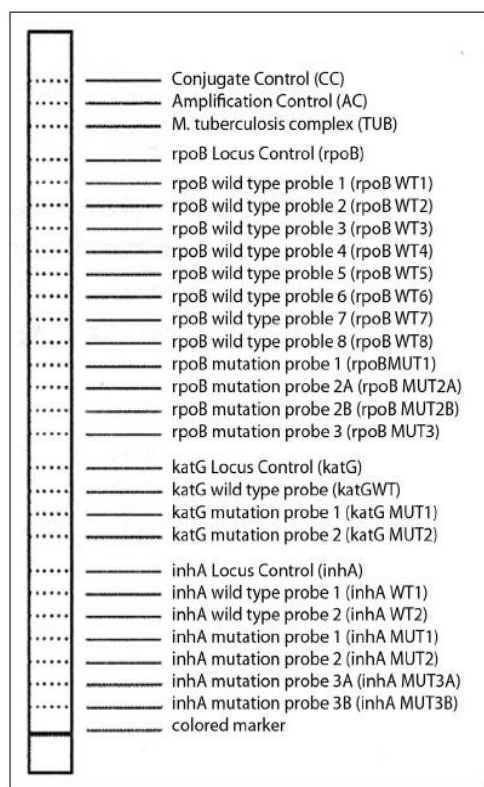 Conjugate Control (CC)
Amplification Control (AC)
M. tuberculosis complex (TUB)
rpoB Locus Control (rpoB)
rpoB wild type proble 1 (rpoB WT1)
rpoB wild type proble 2 (rpoB WT2)
rpoB wild type proble 3 (rpoB WT3)
rpoB wild type proble 4 (rpoB WT4)
rpoB wild type proble 5 (rpoB WT5)
rpoB wild type proble 6 (rpoB WT6)
rpoB wild type proble 7 (rpoB WT7)
rpoB wild type proble 8 (rpoB WT8)
rpoB mutation probe 1 (rpoBMUT1)
rpoB mutation probe 2A (rpoB MUT2A)
rpoB mutation probe 2B (rpoB MUT2B)
rpoB mutation probe 3 (rpoB MUT3)
katG Locus Control (katG)
katG wild type probe (katGWT)
katG mutation probe 1 (katG MUT1)
katG mutation probe 2 (katG MUT2)
inhA Locus Control (inhA)
inhA wild type probe 1 (inhA WT1)
inhA wild type probe 2 (inhA WT2)
inhA mutation probe 1 (inhA MUT1)
inhA mutation probe 2 (inhA MUT2)
inhA mutation probe 3A (inhA MUT3A)
inhA mutation probe 3B (inhA MUT3B)
colored marker